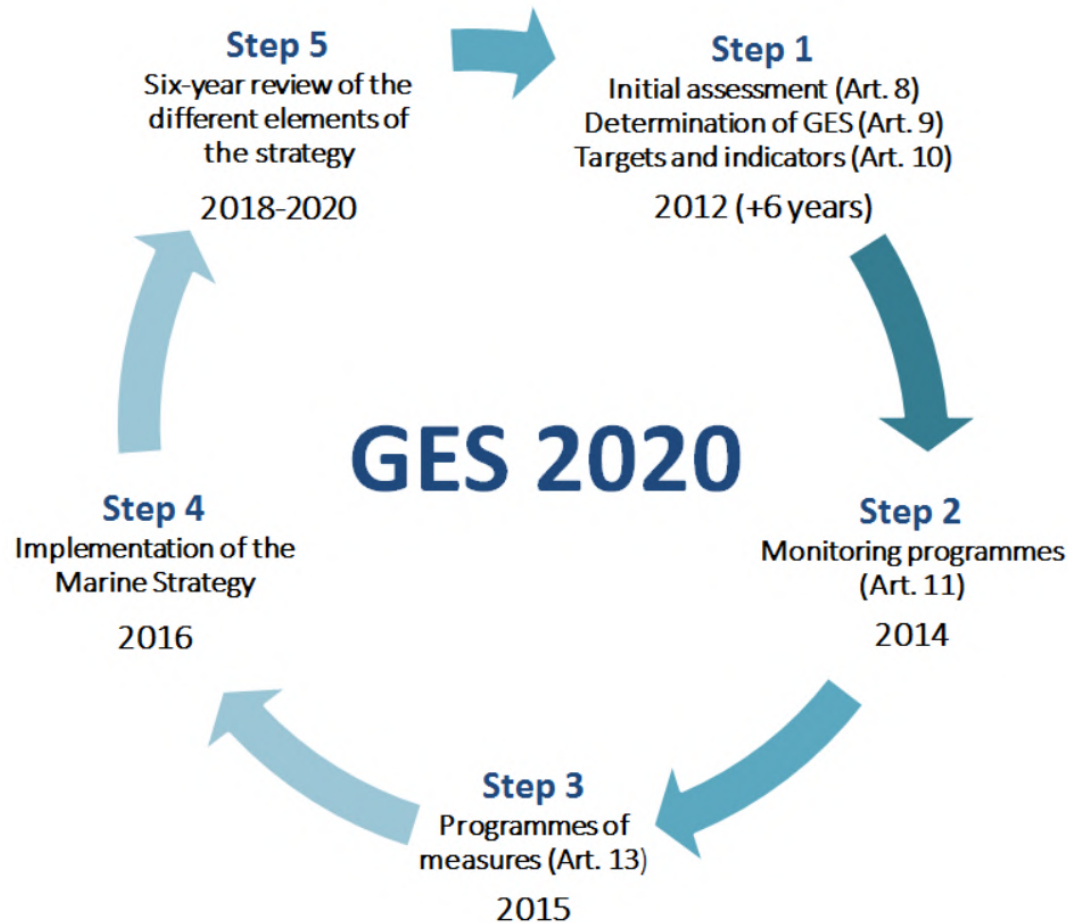 Step 1
Initial assessment (Art. 8)
Determination of GES (Art. 9)
Targets and indicators (Art. 10)
2012 (+6 years)
Step 2
Monitoring programmes
(Art. 11)
2014
Step 3
Programmes of
measures (Art. 13)
2015
Step 4
Implementation of the
Marine Strategy
2016
Step 5
Six-year review of the
different elements of
the strategy
2018-2020
GES 2020